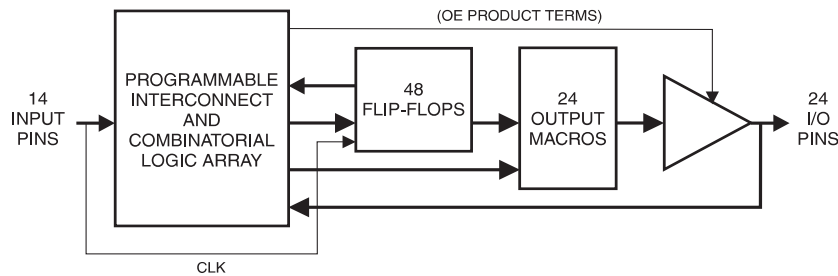 (OE PRODUCT TERMS)
14
INPUT
PINS
PROGRAMMABLE
INTERCONNECT
AND
COMBINATORIAL
LOGIC ARRAY
48
FLIP-FLOPS
24
OUTPUT
MACROS
24
I/O
PINS
CLK